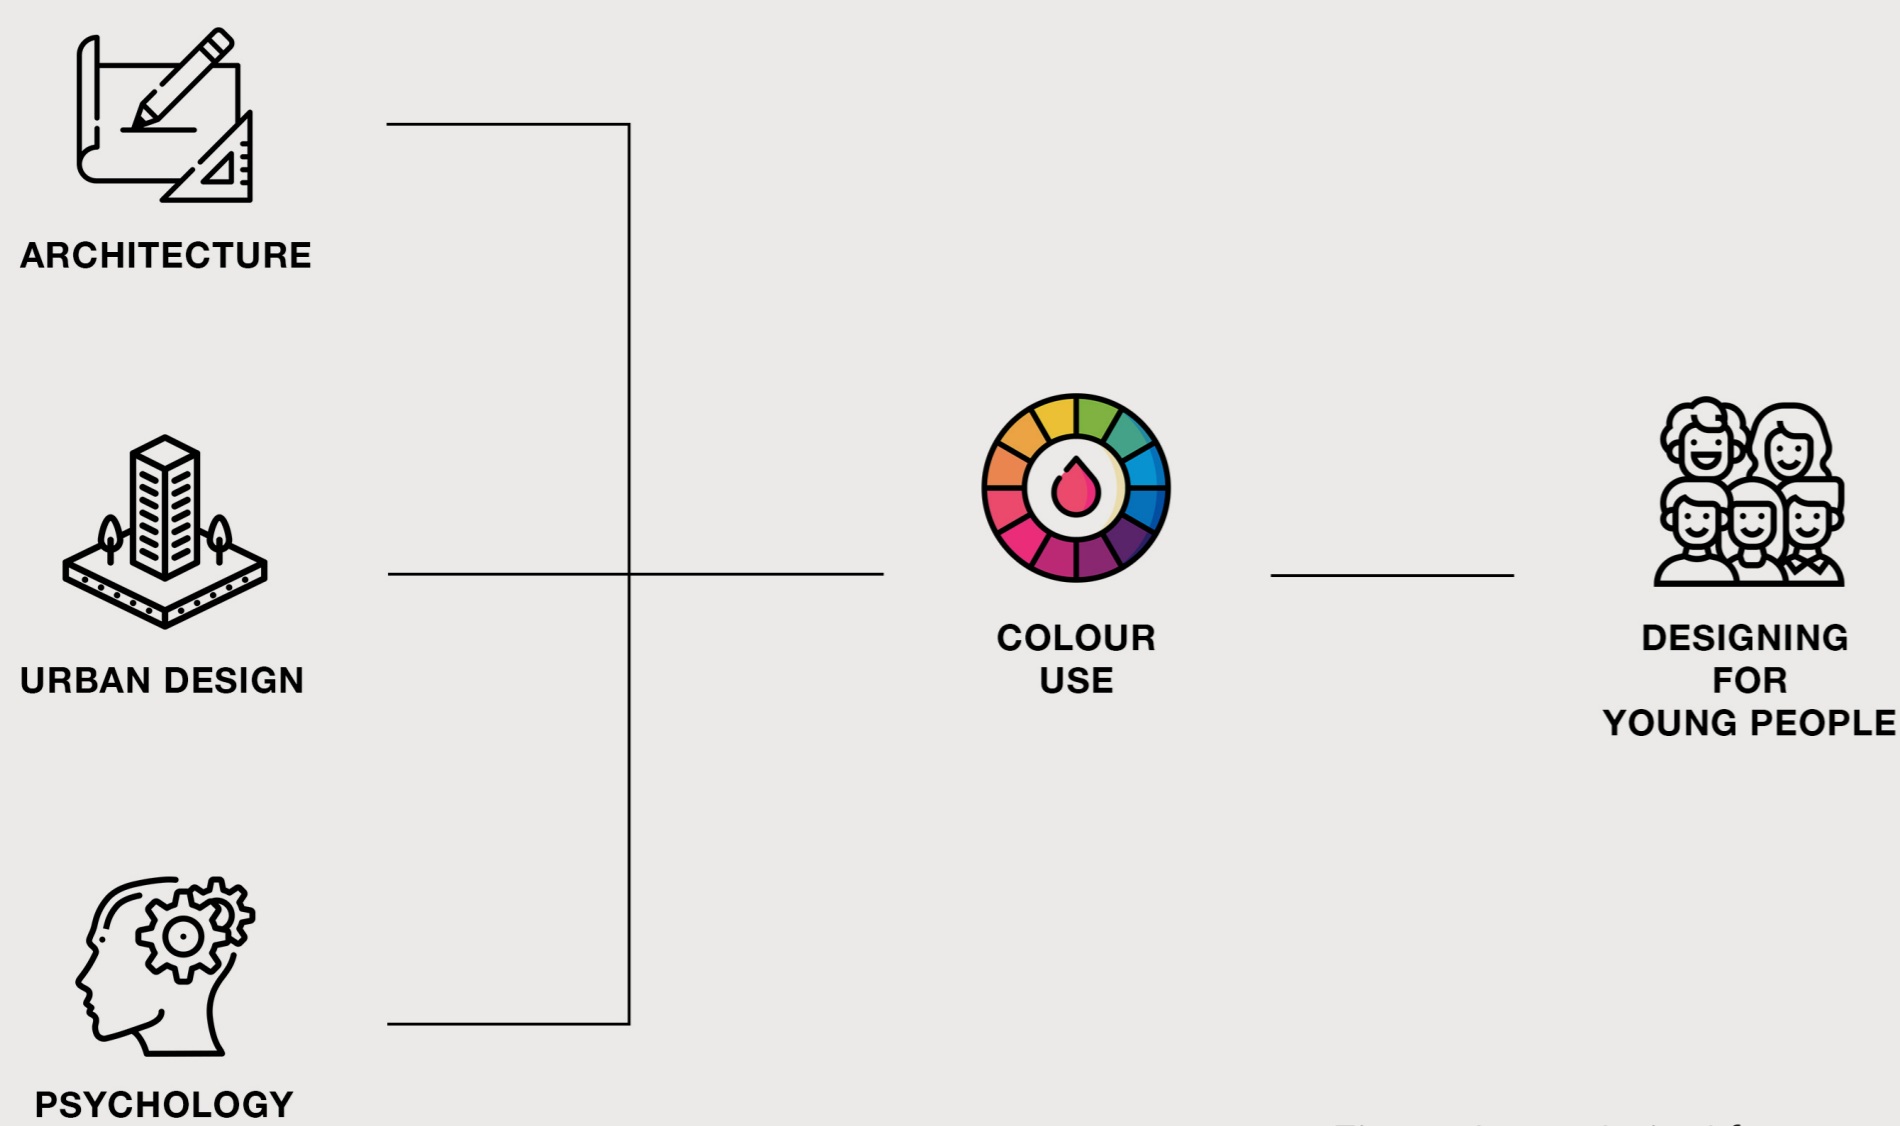 ARCHITECTURE
URBAN DESIGN
PSYCHOLOGY
COLOUR
USE
DESIGNING
FOR
YOUNG PEOPLE